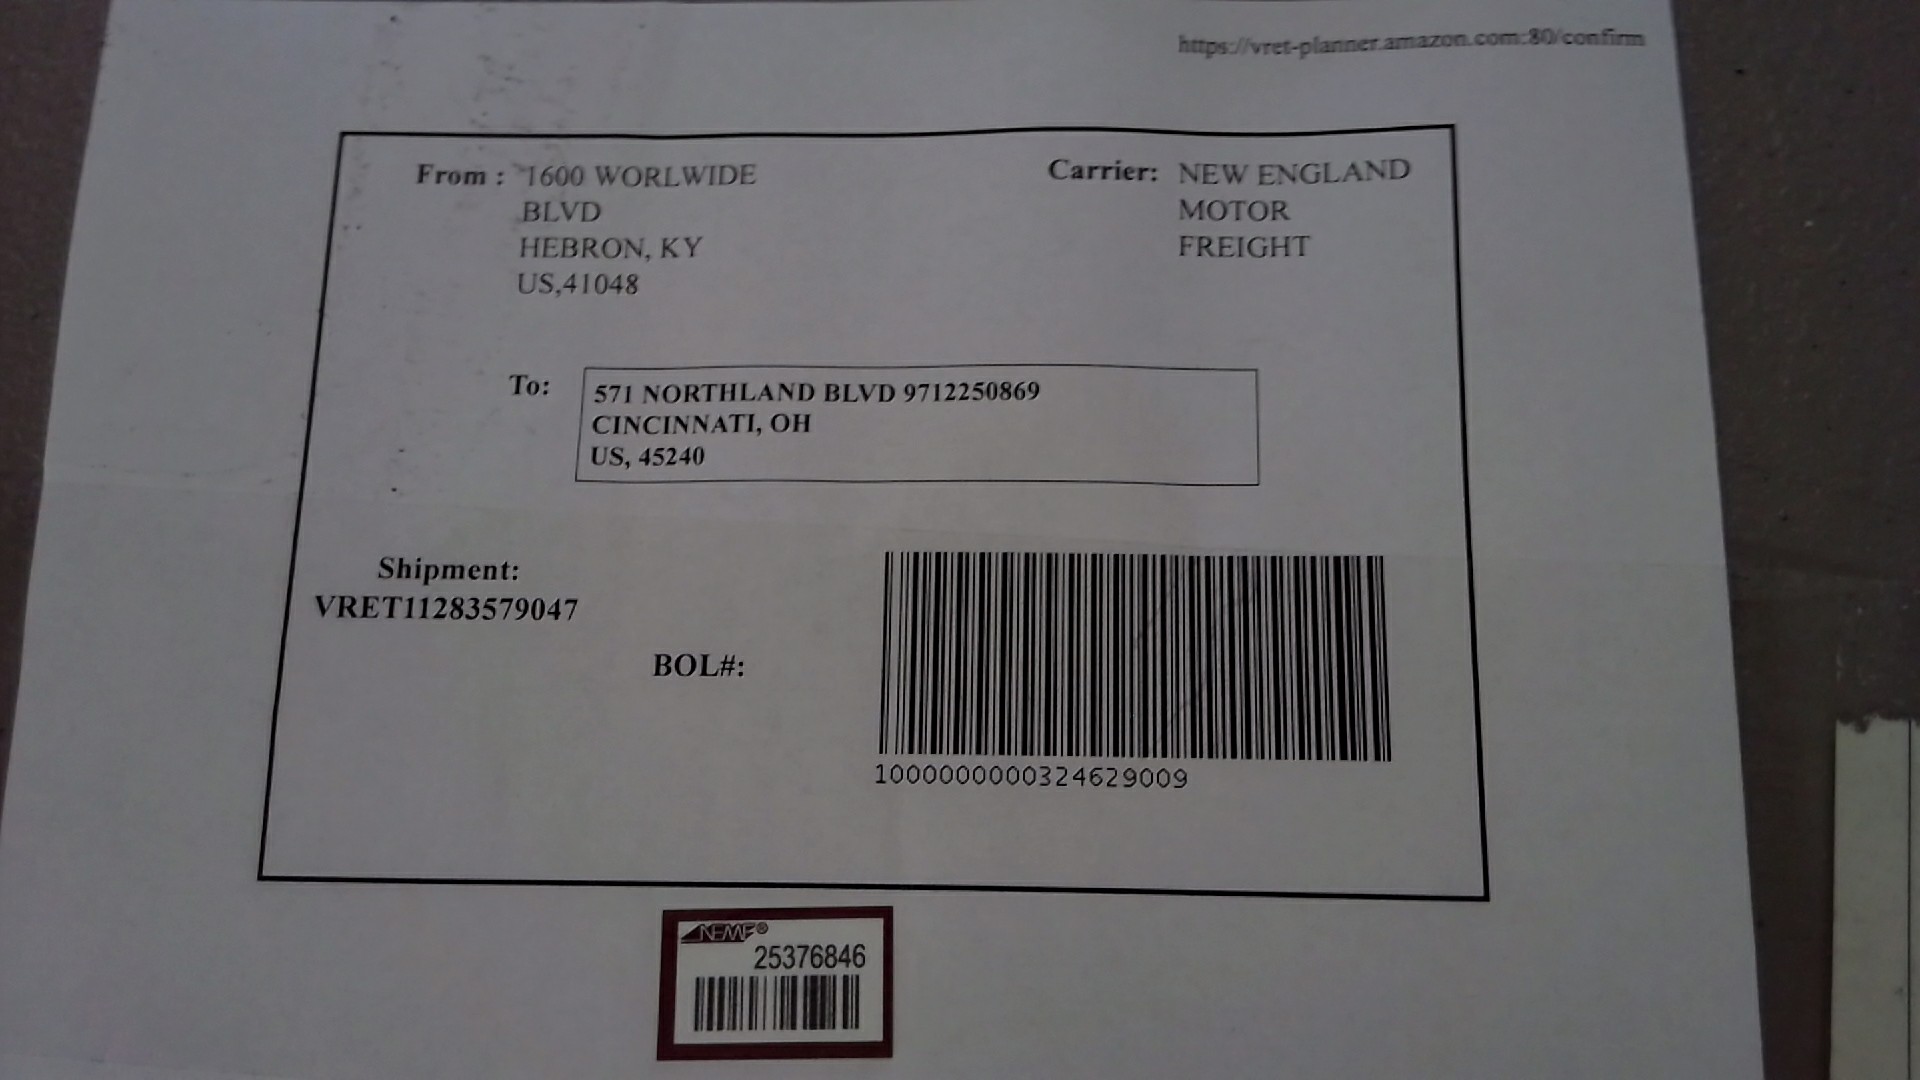 https://vret-planner.amazon.com:80/confirm
From : 1600 WORLWIDE
BLVD
HEBRON, KY
US,41048
Carrier: NEW ENGLAND
MOTOR
FREIGHT
To: 571 NORTHLAND BLVD 9712250869
CINCINNATI, OH
US, 45240
Shipment:
VRET11283579047
BOL#:
1000000000324629009
NEMF®
25376846